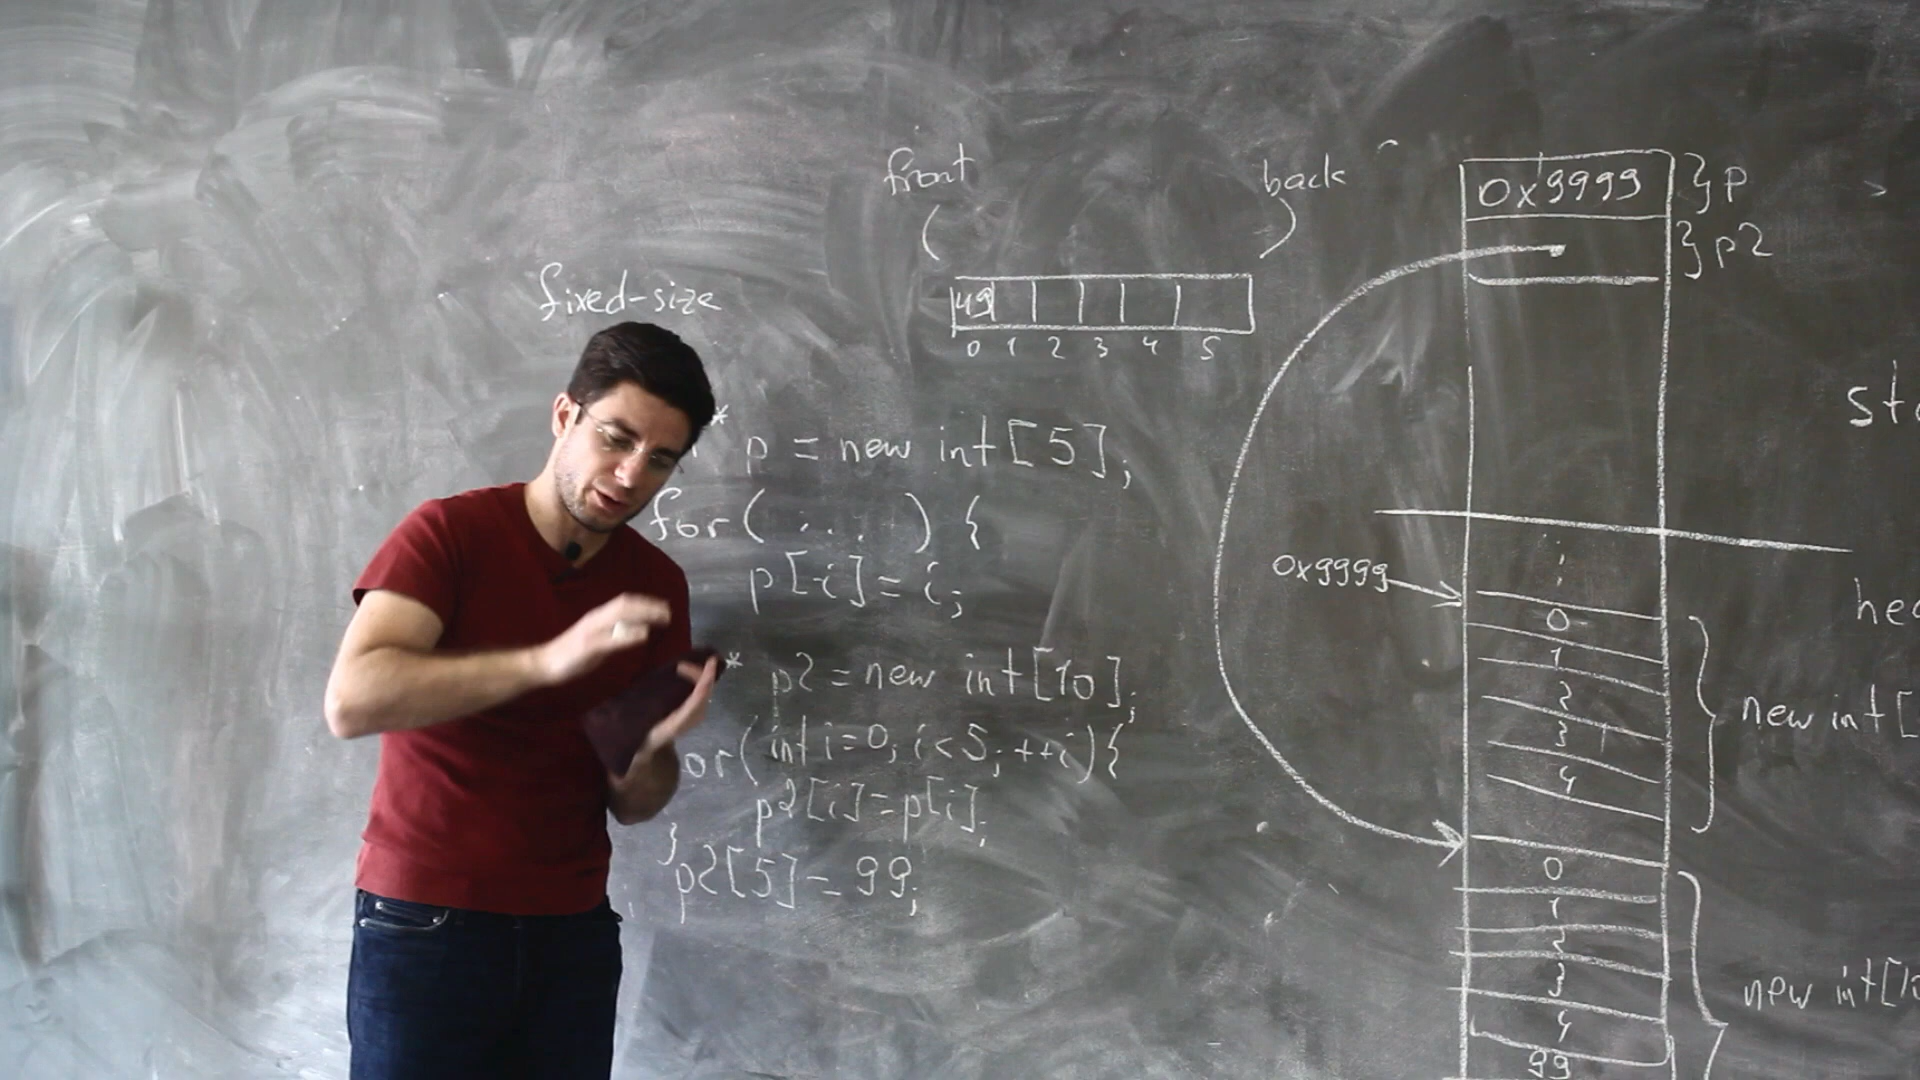 front back
fixed-size
49
0 1 2 3 4 5
* p = new int[5];
for( ... ) {
p[i] = i;
* p2 = new int[10];
or(int i=0; i<5; ++i){
p2[i]=p[i];
}
p2[5] = 99;
0x9999 } p
} p2
0x9999
0
1
2
3
4
new int[
0
1
2
3
4
99
new int[10